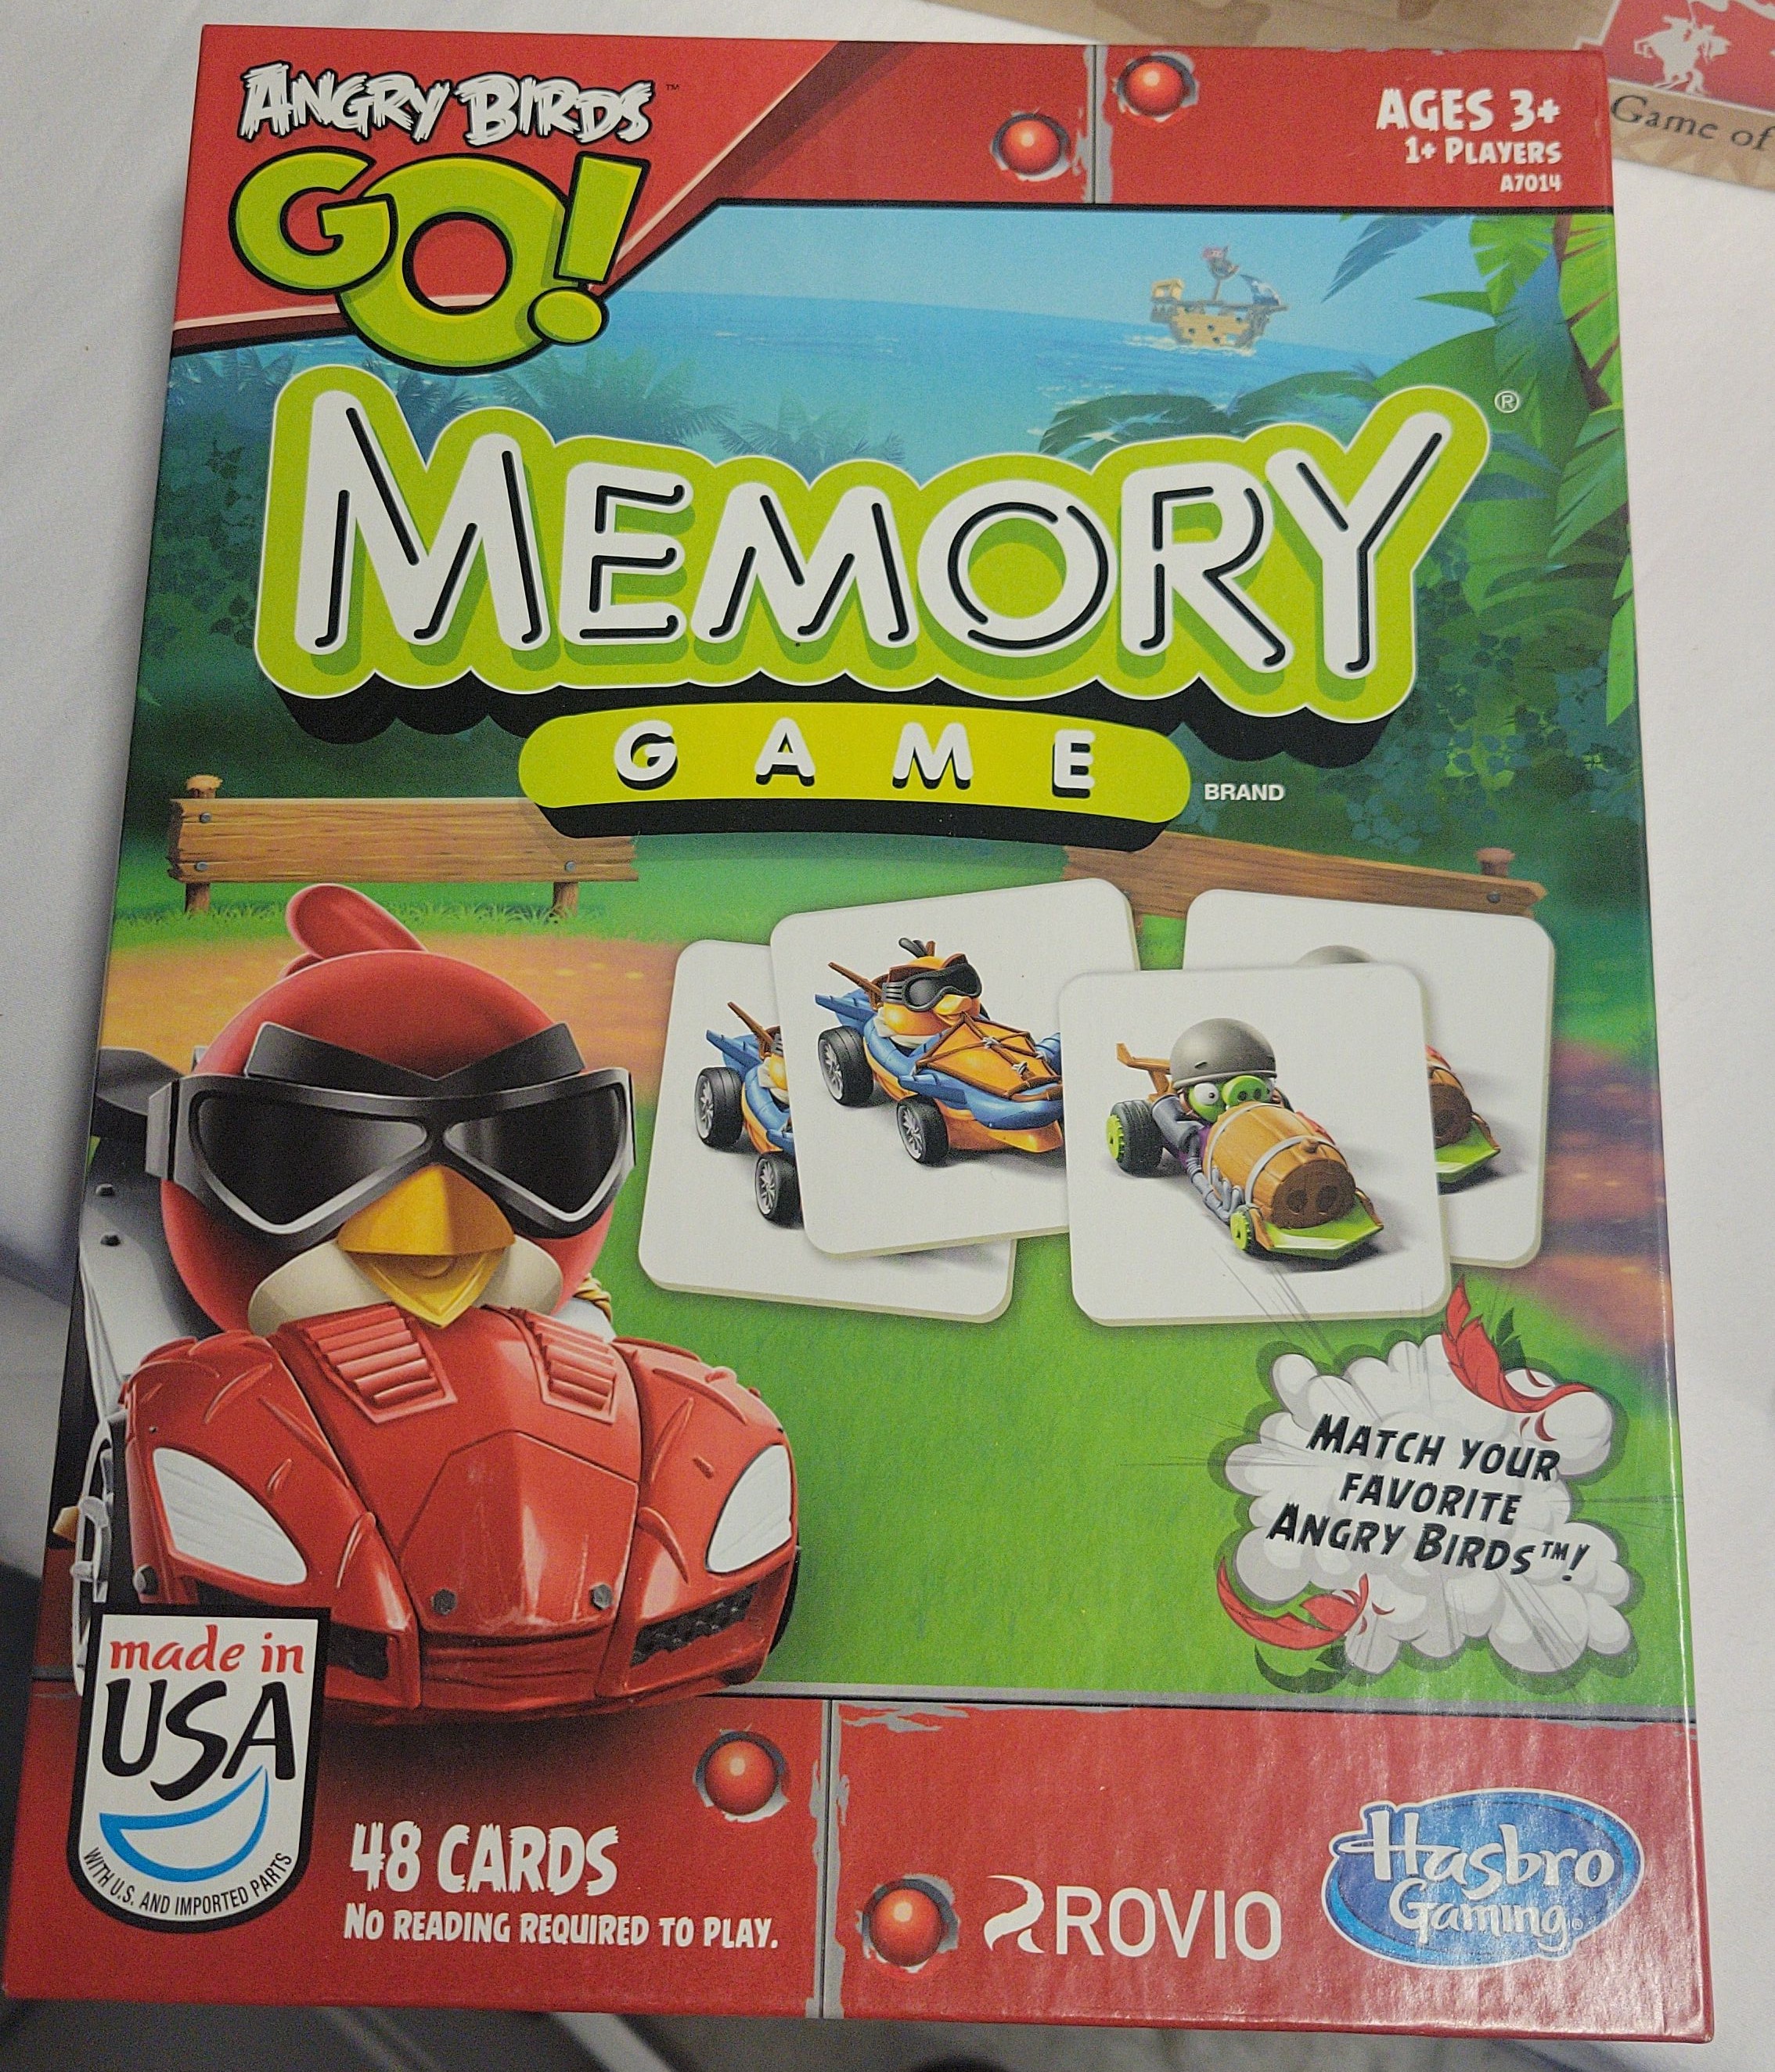 ANGRY BIRDS™
GO!
AGES 3+
1+ PLAYERS
A7014
Game of
MEMORY®
GAME
BRAND
MATCH YOUR
FAVORITE
ANGRY BIRDS™!
made in
USA
WITH U.S. AND IMPORTED PARTS
48 CARDS
NO READING REQUIRED TO PLAY.
ROVIO
Hasbro
Gaming